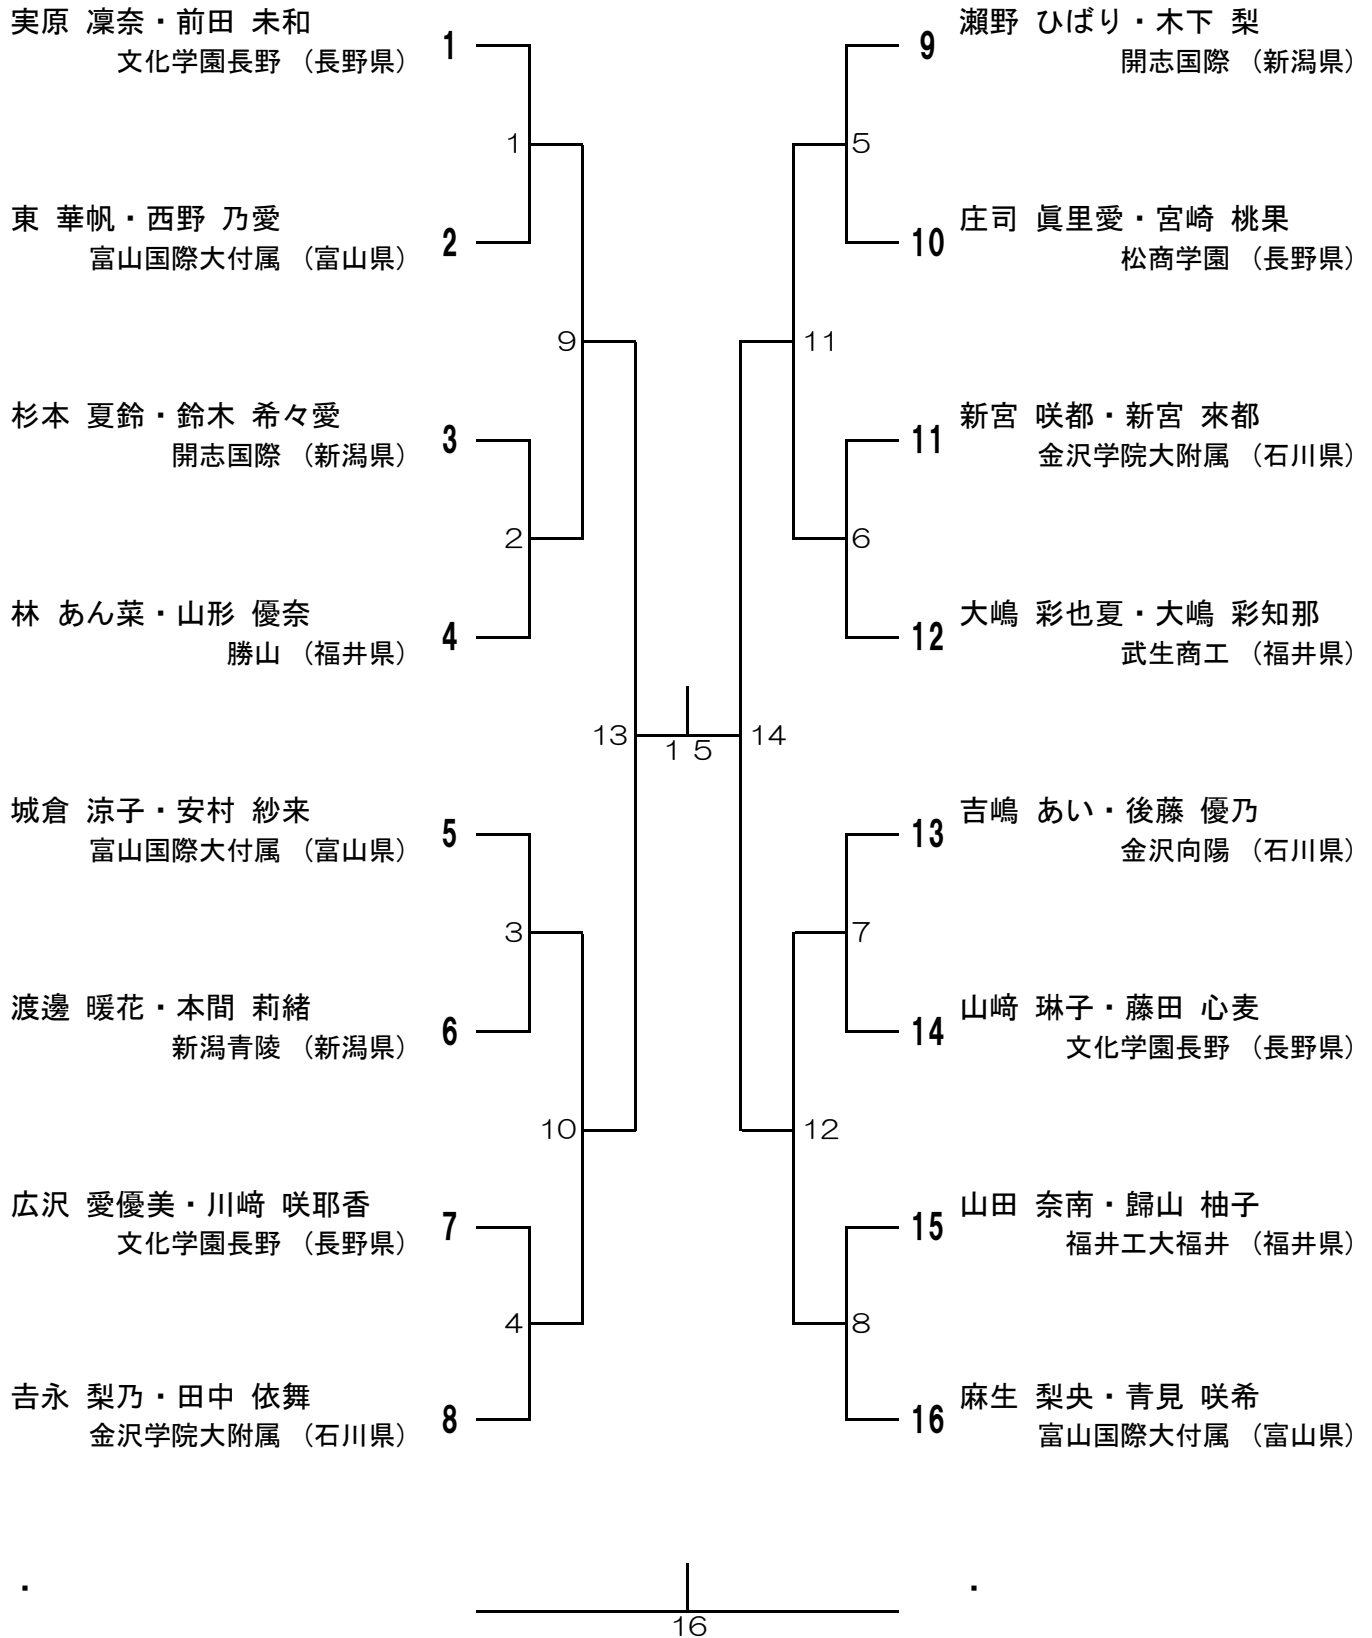 実原 凜奈・前田 未和
文化学園長野 （長野県）
1
東 華帆・西野 乃愛
富山国際大付属 （富山県）
2
杉本 夏鈴・鈴木 希々愛
開志国際 （新潟県）
3
林 あん菜・山形 優奈
勝山 （福井県）
4
城倉 涼子・安村 紗来
富山国際大付属 （富山県）
5
渡邊 暖花・本間 莉緒
新潟青陵 （新潟県）
6
広沢 愛優美・川﨑 咲耶香
文化学園長野 （長野県）
7
𠮷永 梨乃・田中 依舞
金沢学院大附属 （石川県）
8
1
2
3
4
9
10
13
1 5
14
11
12
5
6
7
8
9
瀨野 ひばり・木下 梨
開志国際 （新潟県）
10
庄司 眞里愛・宮崎 桃果
松商学園 （長野県）
11
新宮 咲都・新宮 來都
金沢学院大附属 （石川県）
12
大嶋 彩也夏・大嶋 彩知那
武生商工 （福井県）
13
吉嶋 あい・後藤 優乃
金沢向陽 （石川県）
14
山﨑 琳子・藤田 心麦
文化学園長野 （長野県）
15
山田 奈南・歸山 柚子
福井工大福井 （福井県）
16
麻生 梨央・青見 咲希
富山国際大付属 （富山県）
・
・
16